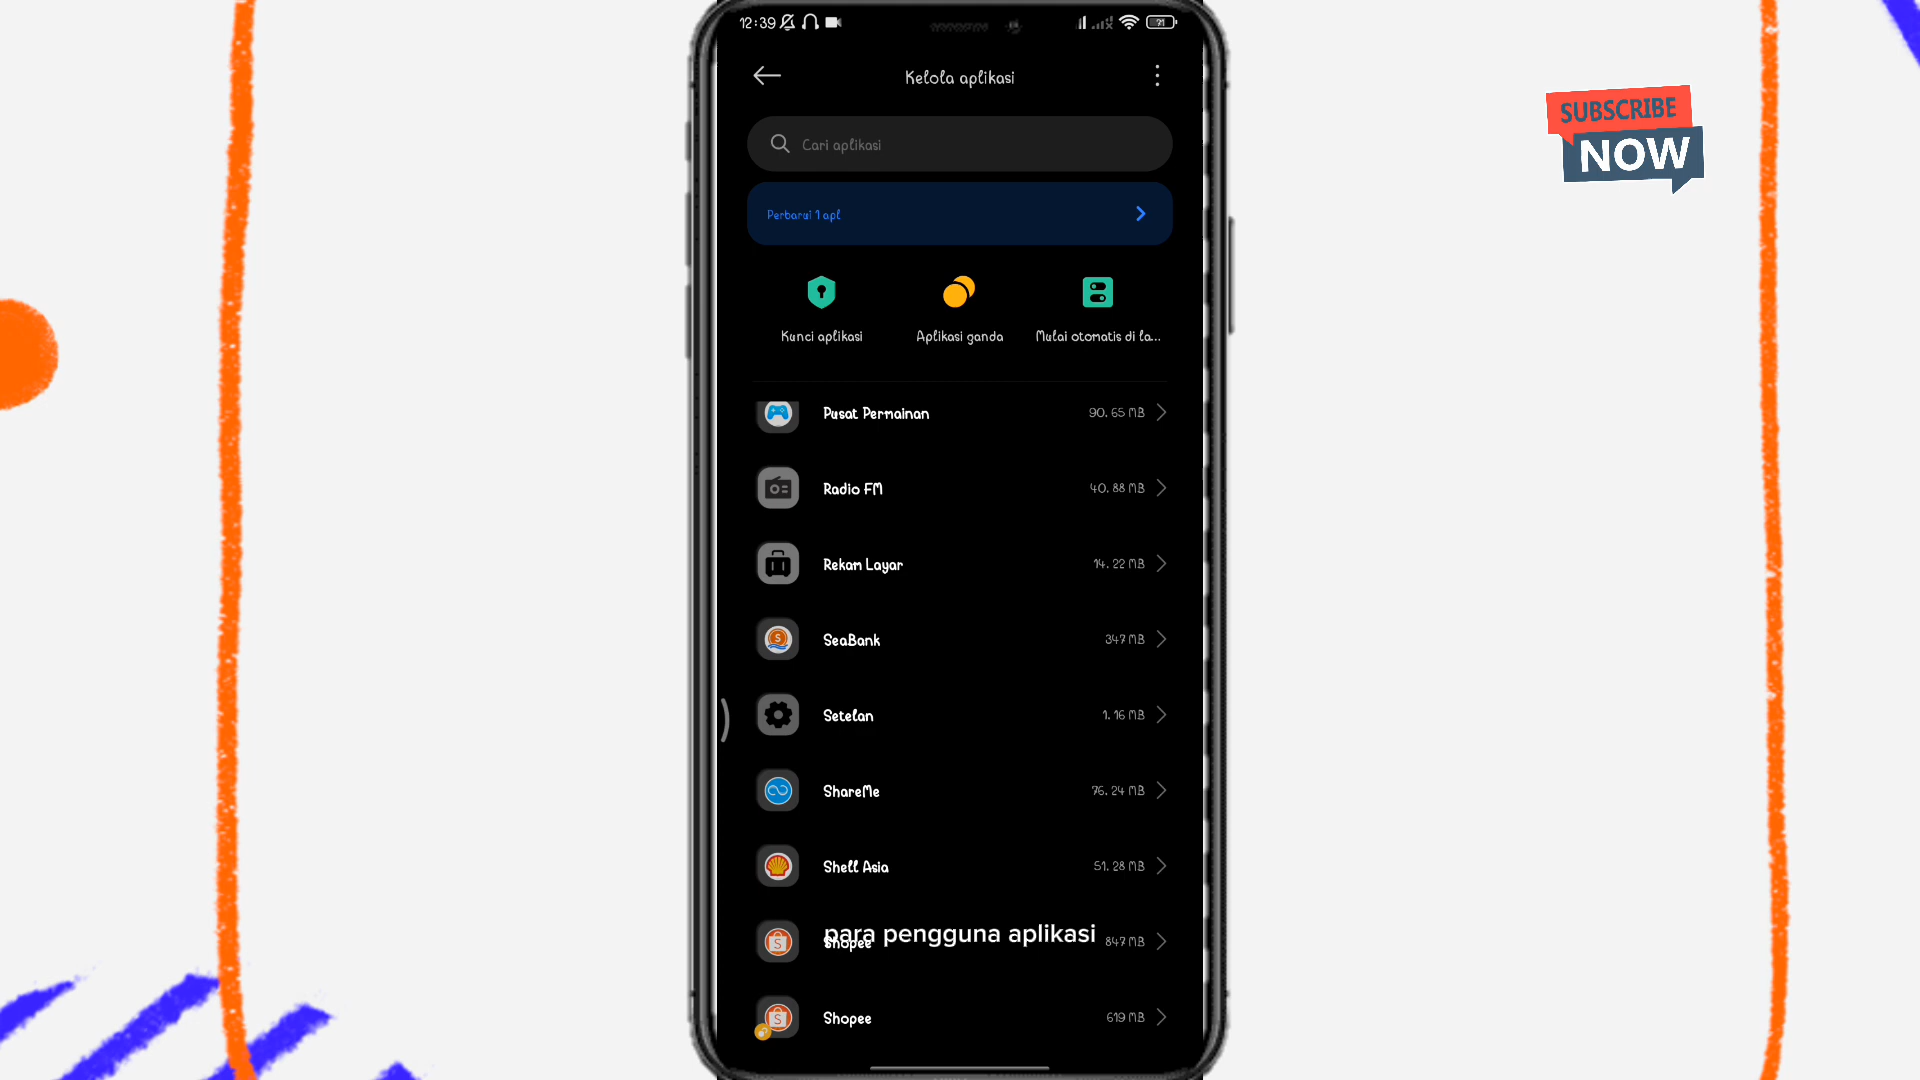 12:39
71
Kelola aplikasi
Cari aplikasi
Perbarui 1 apl
Kunci aplikasi
Aplikasi ganda
Mulai otomatis di la...
Pusat Permainan
90.65 MB
Radio FM
40.88 MB
Rekam Layar
14.22 MB
SeaBank
347 MB
Setelan
1.16 MB
ShareMe
76.24 MB
Shell Asia
51.28 MB
Shopee
847 MB
para pengguna aplikasi
Shopee
619 MB
SUBSCRIBE
NOW